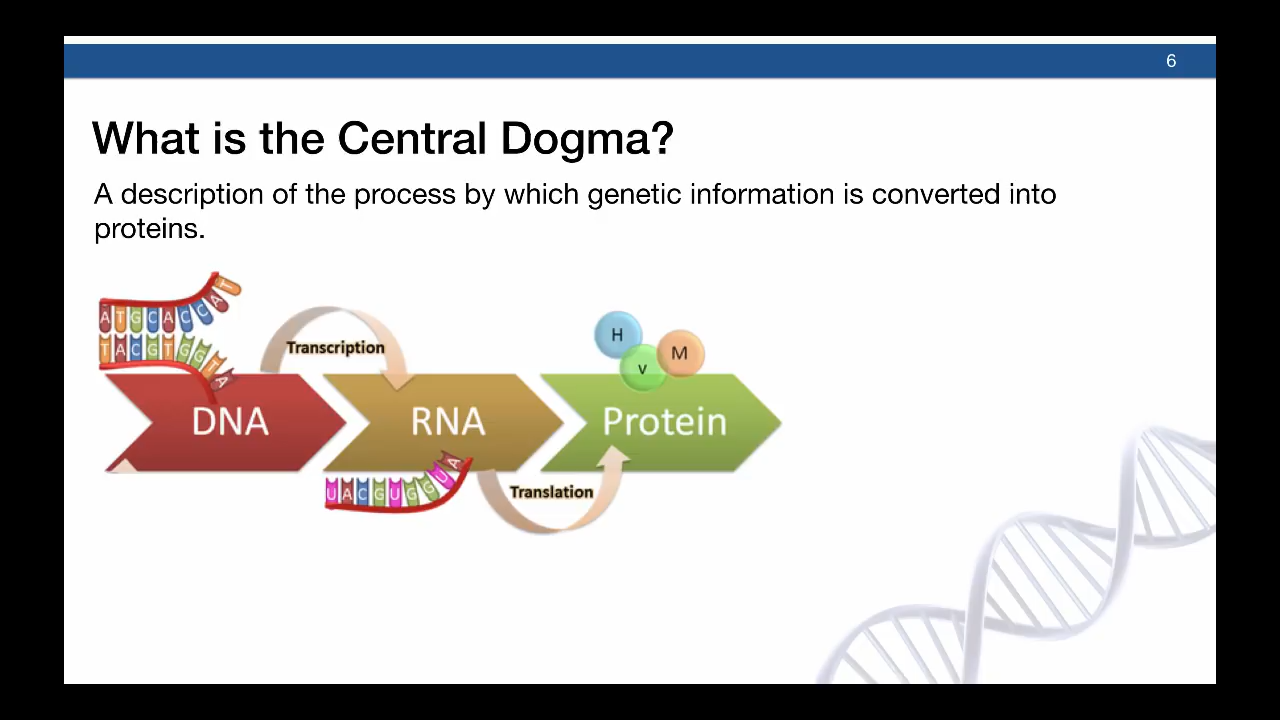 6
What is the Central Dogma?
A description of the process by which genetic information is converted into
proteins.
ATGCACCAT
TACGTGGTA
Transcription
H
V
M
DNA
RNA
Protein
UACGUGGUA
Translation